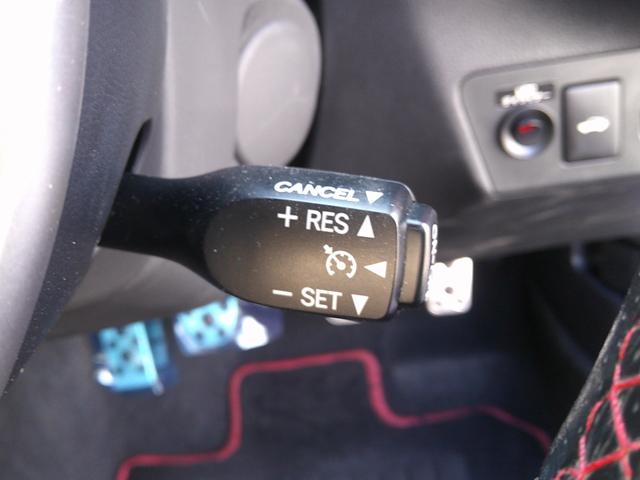 CANCEL ▼
+ RES ▲
◀
− SET ▼